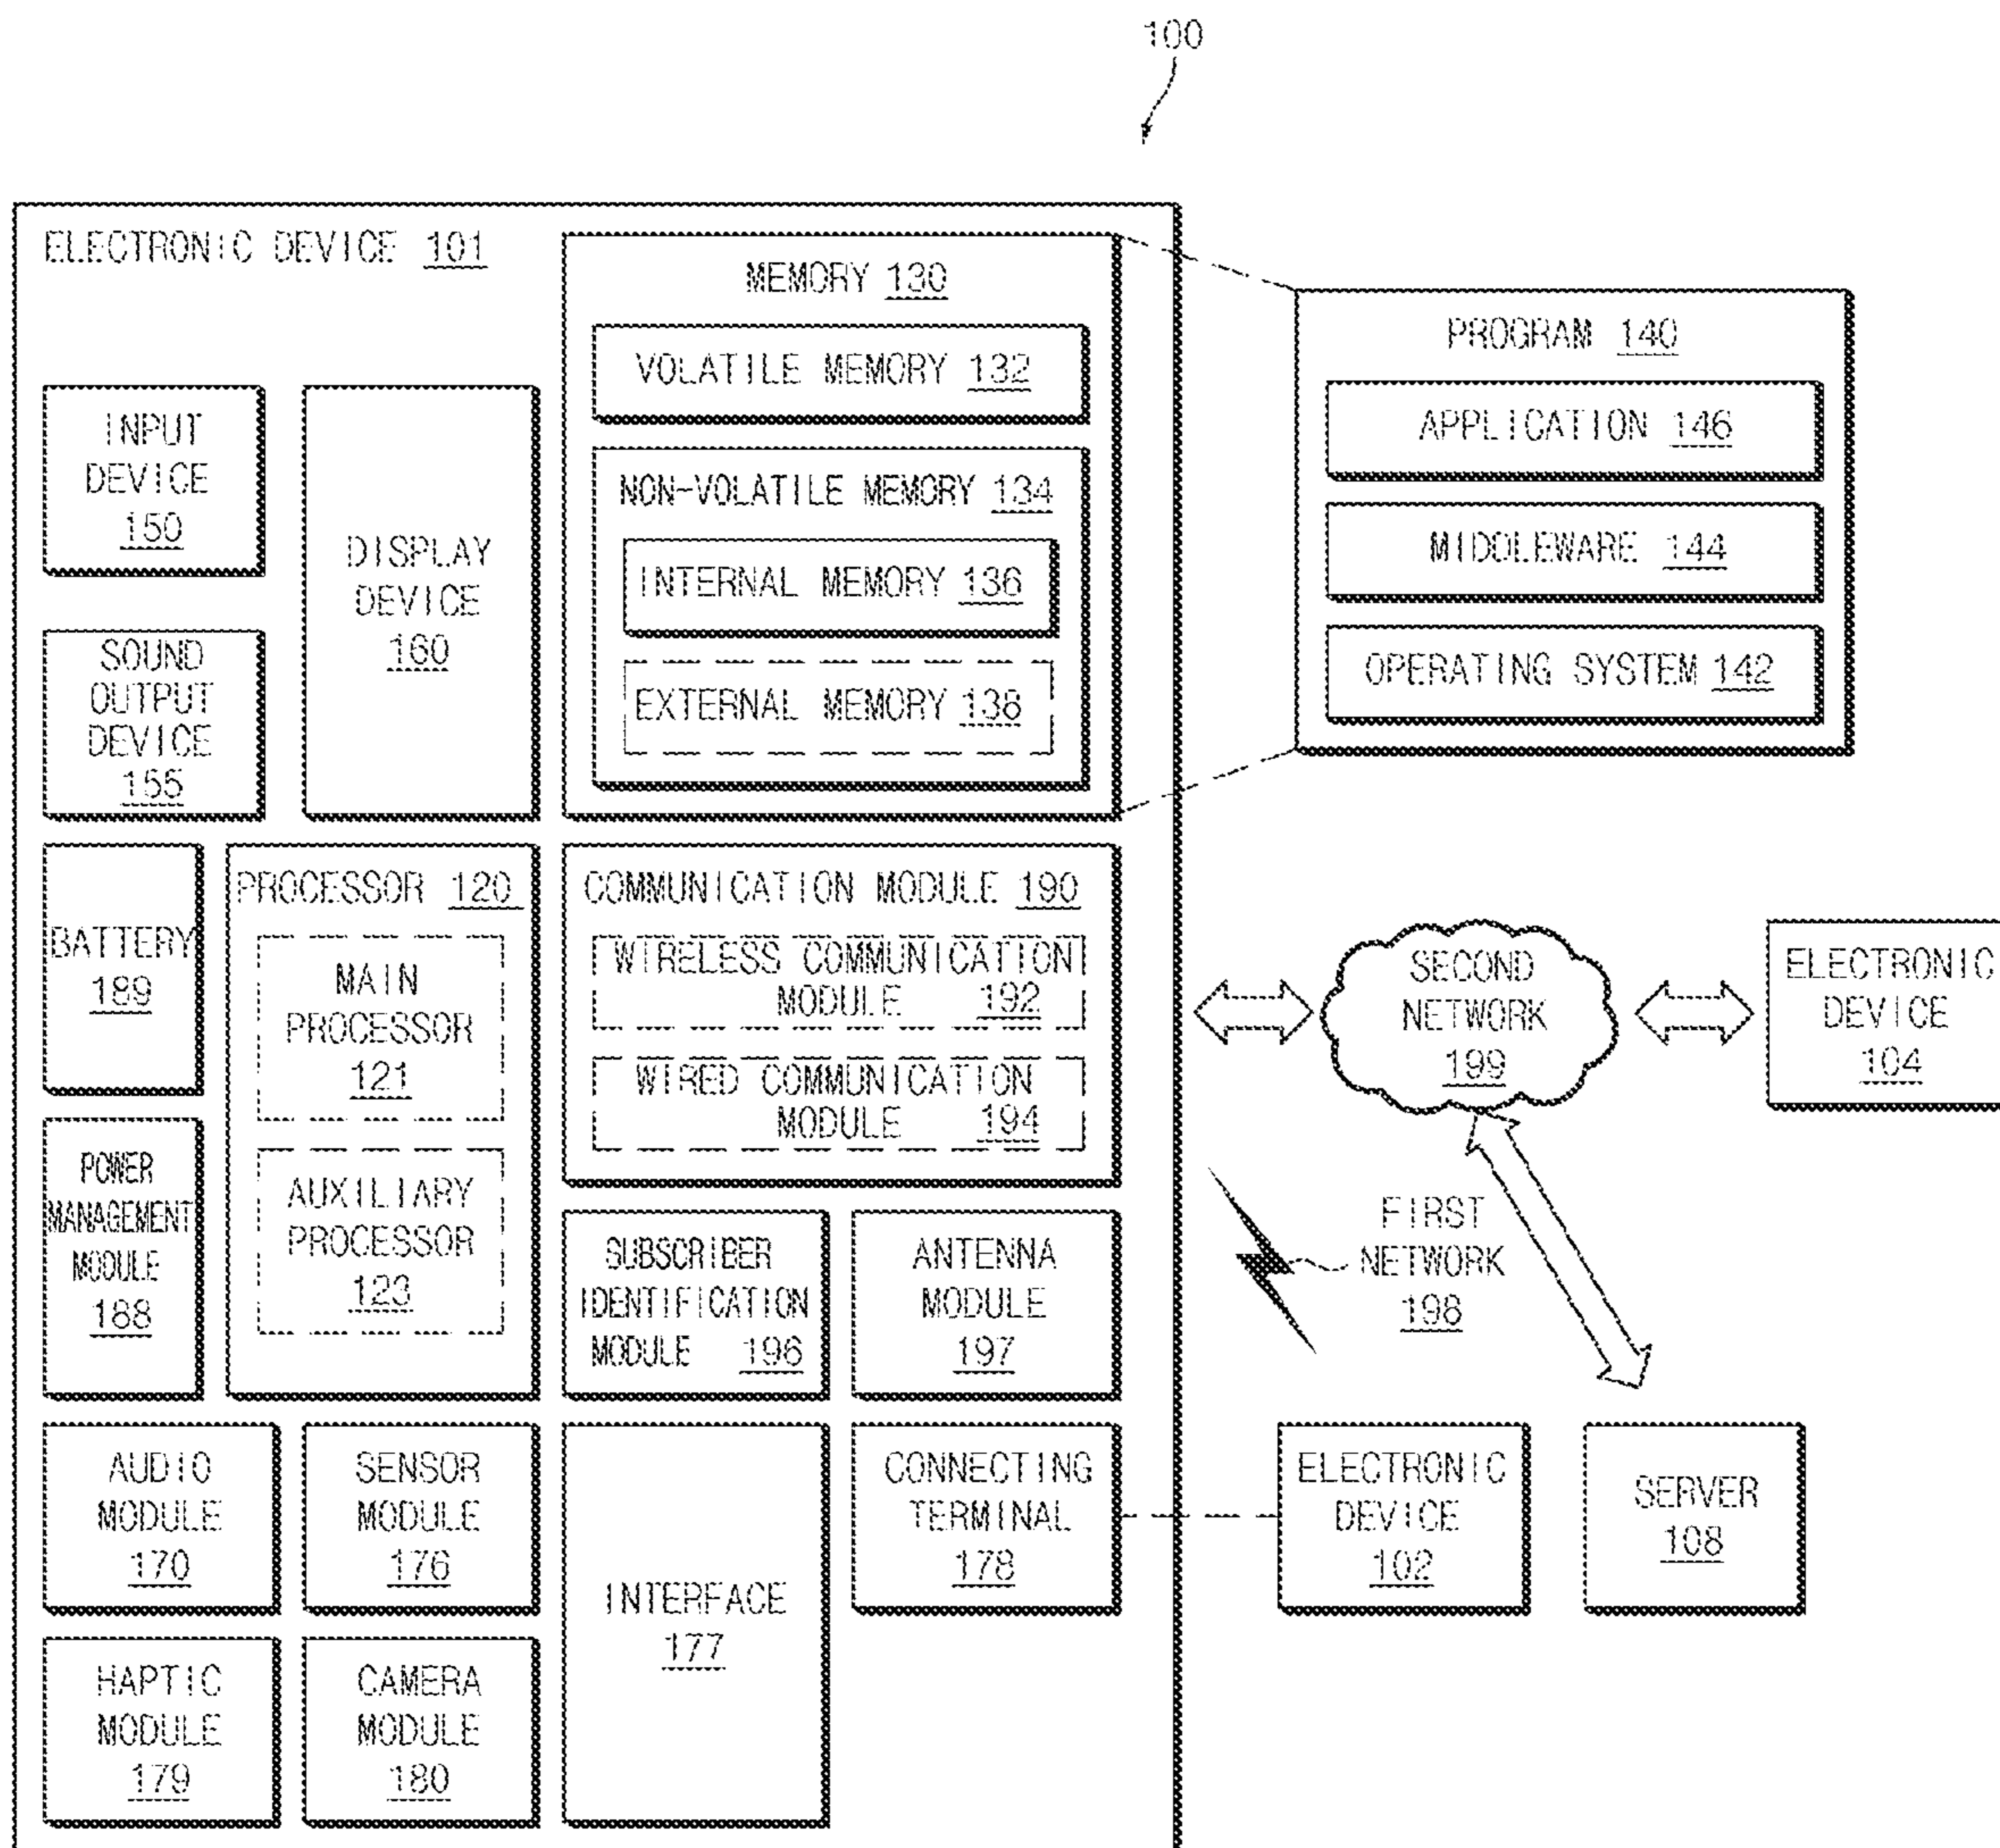 100
ELECTRONIC DEVICE 101
MEMORY 130
VOLATILE MEMORY 132
NON-VOLATILE MEMORY 134
INTERNAL MEMORY 136
EXTERNAL MEMORY 138
PROGRAM 140
APPLICATION 146
MIDDLEWARE 144
OPERATING SYSTEM 142
INPUT
DEVICE
150
DISPLAY
DEVICE
160
SOUND
OUTPUT
DEVICE
155
BATTERY
189
PROCESSOR 120
MAIN
PROCESSOR
121
AUXILIARY
PROCESSOR
123
COMMUNICATION MODULE 190
WIRELESS COMMUNICATION
MODULE 192
WIRED COMMUNICATION
MODULE 194
SECOND
NETWORK
199
ELECTRONIC
DEVICE
104
POWER
MANAGEMENT
MODULE
188
SUBSCRIBER
IDENTIFICATION
MODULE 196
ANTENNA
MODULE
197
FIRST
NETWORK
198
AUDIO
MODULE
170
SENSOR
MODULE
176
INTERFACE
177
CONNECTING
TERMINAL
178
ELECTRONIC
DEVICE
102
SERVER
108
HAPTIC
MODULE
179
CAMERA
MODULE
180